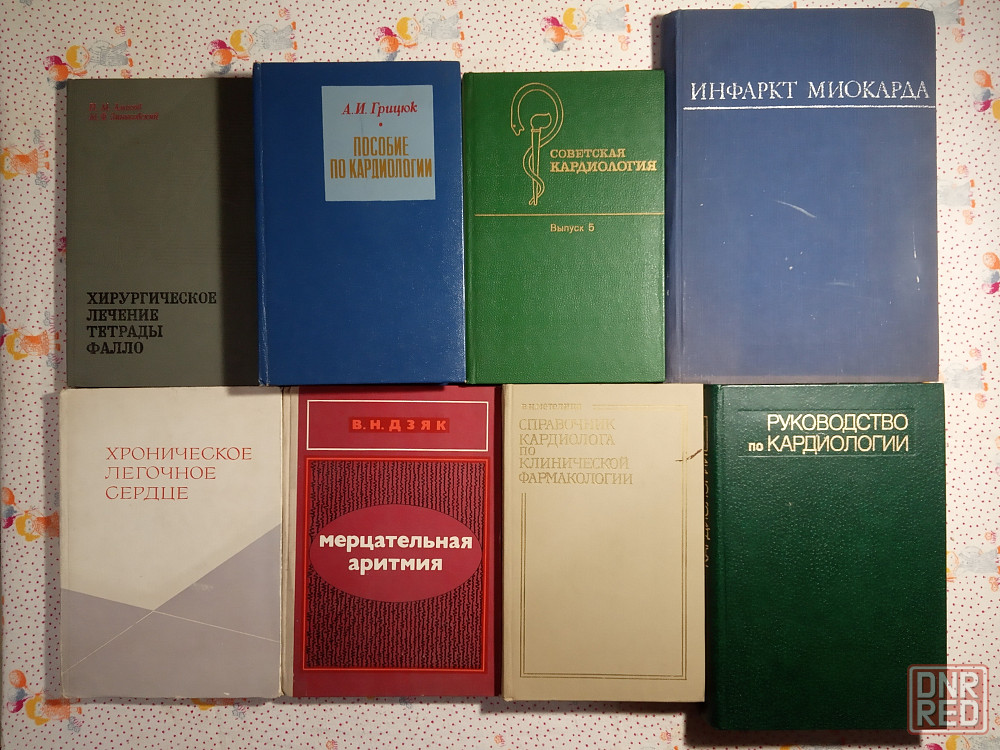 ХИРУРГИЧЕСКОЕ
ЛЕЧЕНИЕ
ТЕТРАДЫ
ФАЛЛО
А.И. Грицюк
ПОСОБИЕ
ПО КАРДИОЛОГИИ
СОВЕТСКАЯ
КАРДИОЛОГИЯ
Выпуск 5
ИНФАРКТ МИОКАРДА
ХРОНИЧЕСКОЕ
ЛЕГОЧНОЕ
СЕРДЦЕ
В.Н.ДЗЯК
мерцательная
аритмия
СПРАВОЧНИК
КАРДИОЛОГА
ПО
КЛИНИЧЕСКОЙ
ФАРМАКОЛОГИИ
РУКОВОДСТВО
по КАРДИОЛОГИИ
DNR
RED